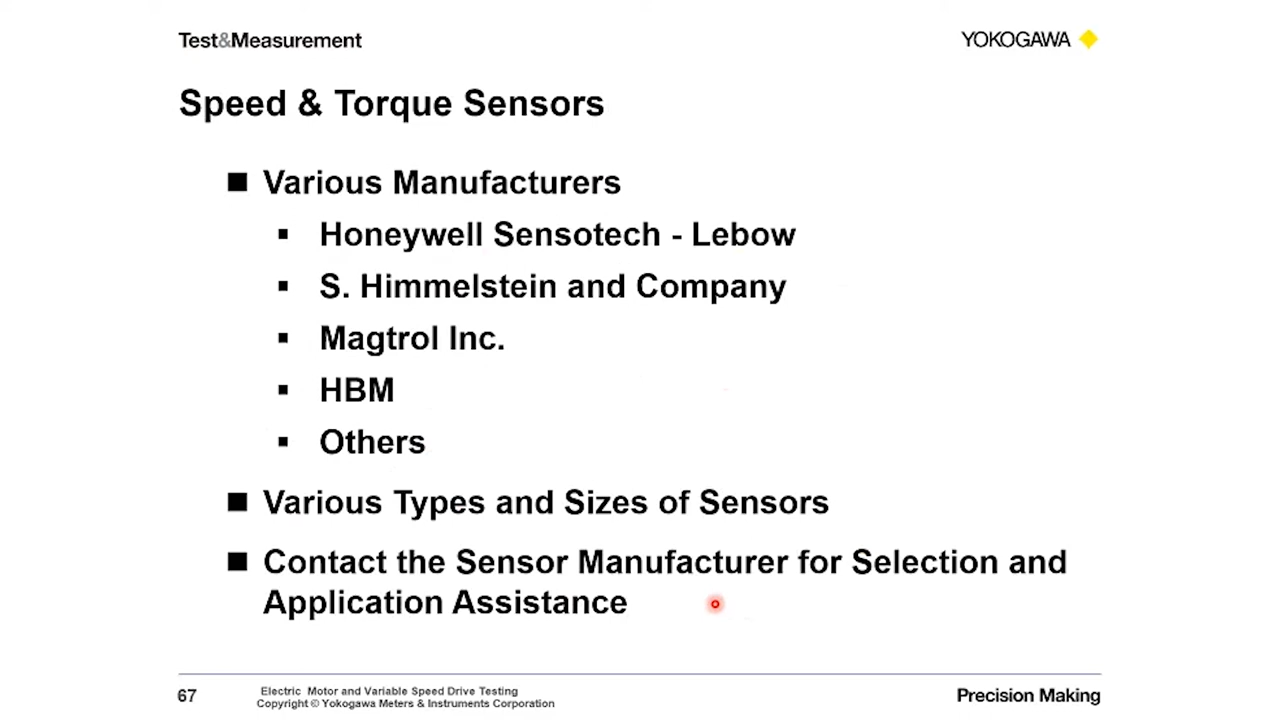 Test&Measurement
YOKOGAWA
Speed & Torque Sensors
■ Various Manufacturers
▪ Honeywell Sensotech - Lebow
▪ S. Himmelstein and Company
▪ Magtrol Inc.
▪ HBM
▪ Others
■ Various Types and Sizes of Sensors
■ Contact the Sensor Manufacturer for Selection and
Application Assistance
67
Electric Motor and Variable Speed Drive Testing
Copyright © Yokogawa Meters & Instruments Corporation
Precision Making